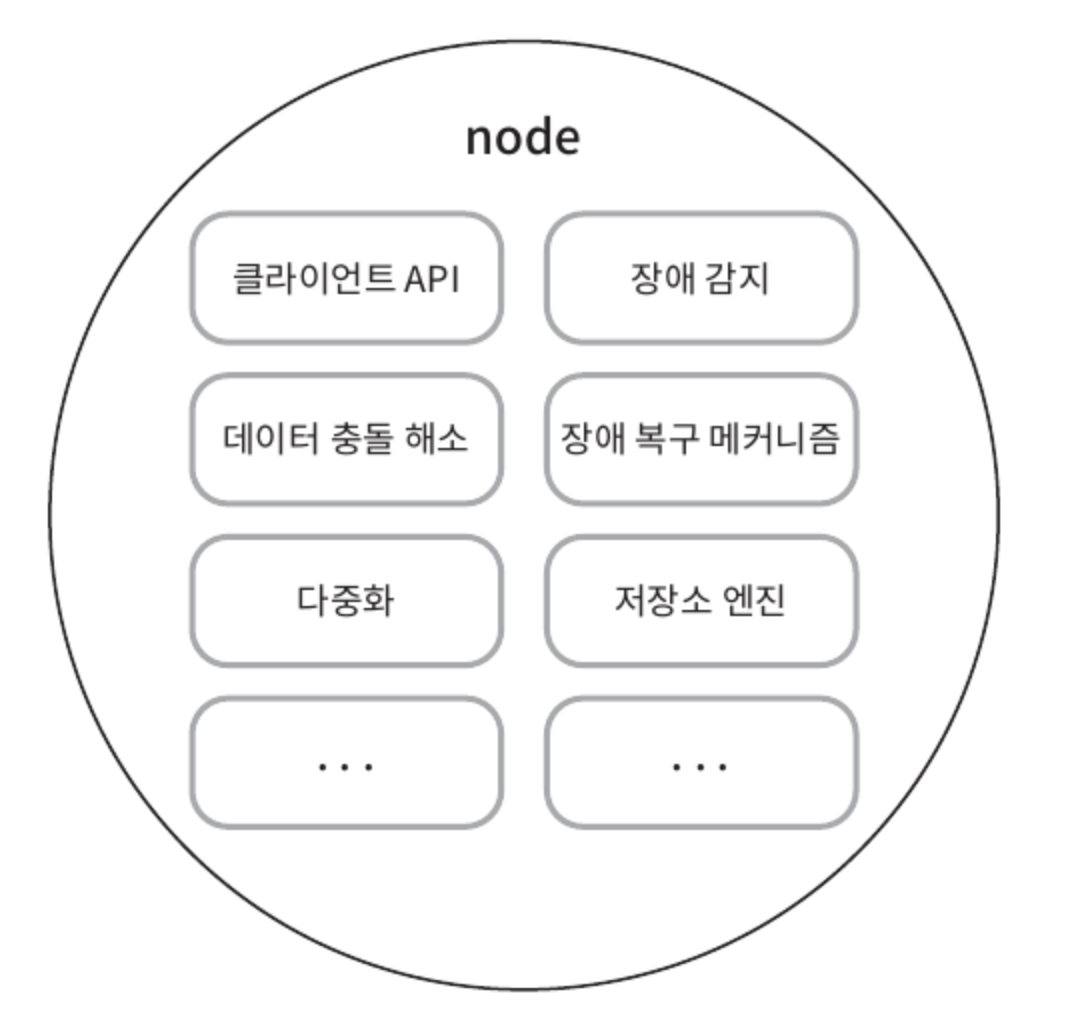 node
클라이언트 API
장애 감지
데이터 충돌 해소
장애 복구 메커니즘
다중화
저장소 엔진
...
...